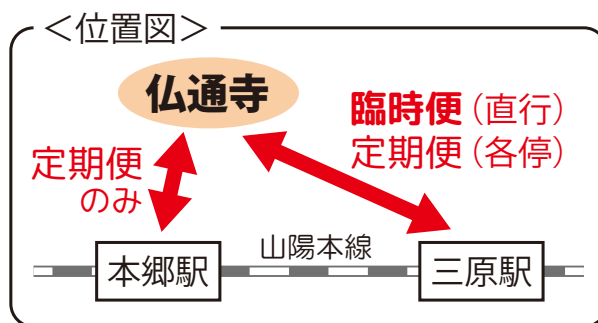 ＜位置図＞
仏通寺
臨時便（直行）
定期便（各停）
定期便
のみ
山陽本線
本郷駅
三原駅